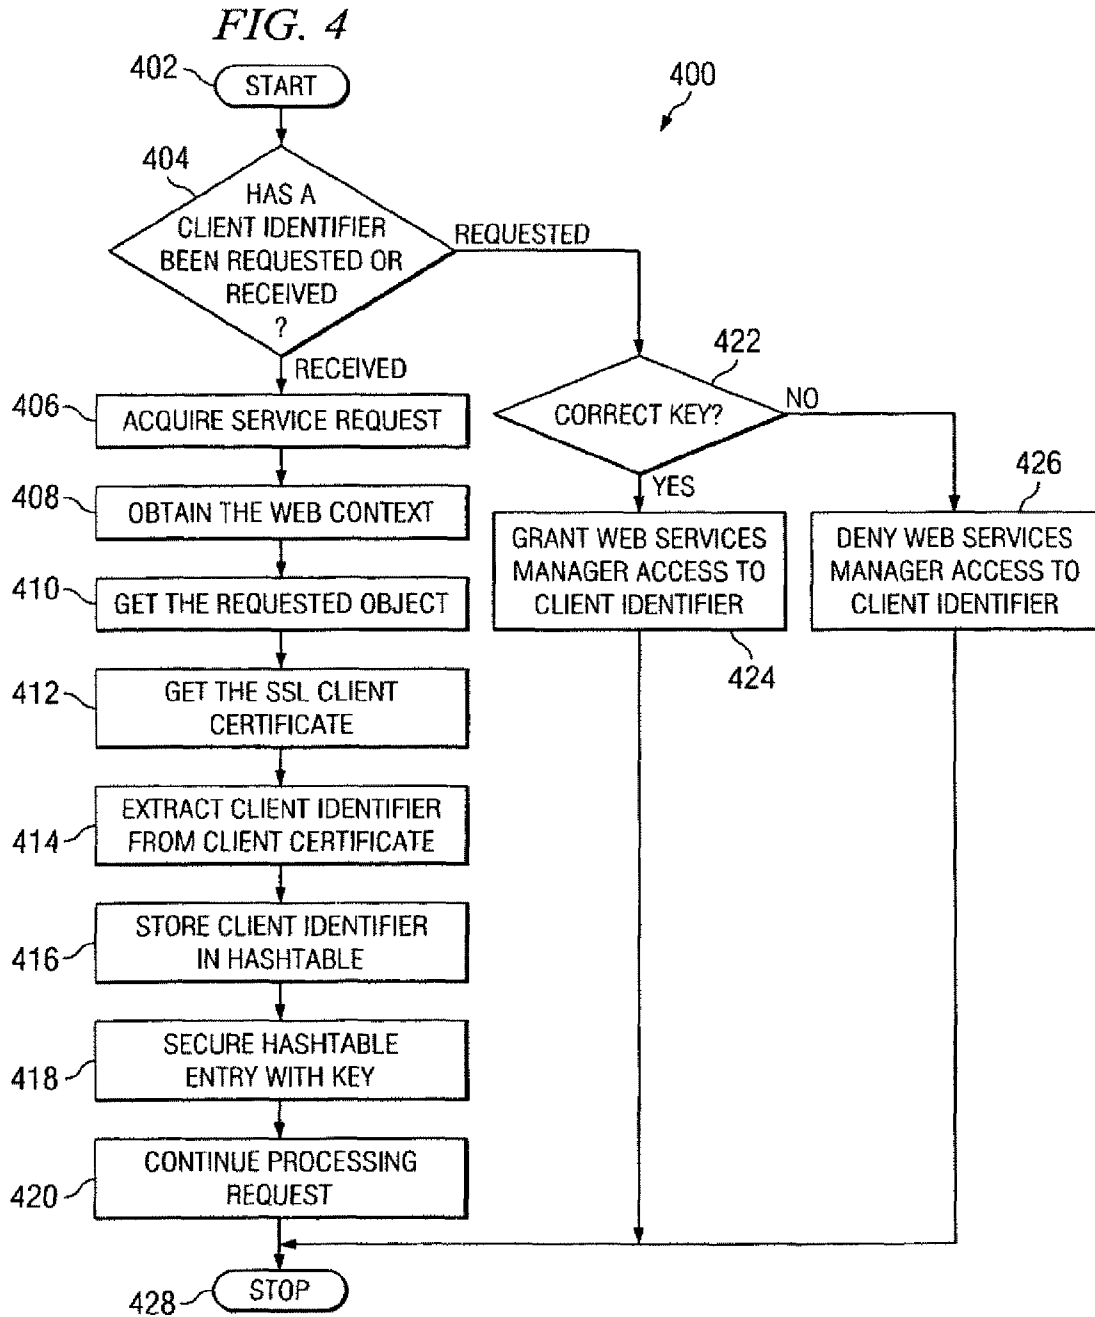 FIG. 4
402
START
400
404
HAS A
CLIENT IDENTIFIER
BEEN REQUESTED OR
RECEIVED
?
REQUESTED
RECEIVED
422
CORRECT KEY?
NO
YES
406
ACQUIRE SERVICE REQUEST
408
OBTAIN THE WEB CONTEXT
426
GRANT WEB SERVICES
MANAGER ACCESS TO
CLIENT IDENTIFIER
424
DENY WEB SERVICES
MANAGER ACCESS TO
CLIENT IDENTIFIER
410
GET THE REQUESTED OBJECT
412
GET THE SSL CLIENT
CERTIFICATE
414
EXTRACT CLIENT IDENTIFIER
FROM CLIENT CERTIFICATE
416
STORE CLIENT IDENTIFIER
IN HASHTABLE
418
SECURE HASHTABLE
ENTRY WITH KEY
420
CONTINUE PROCESSING
REQUEST
428
STOP